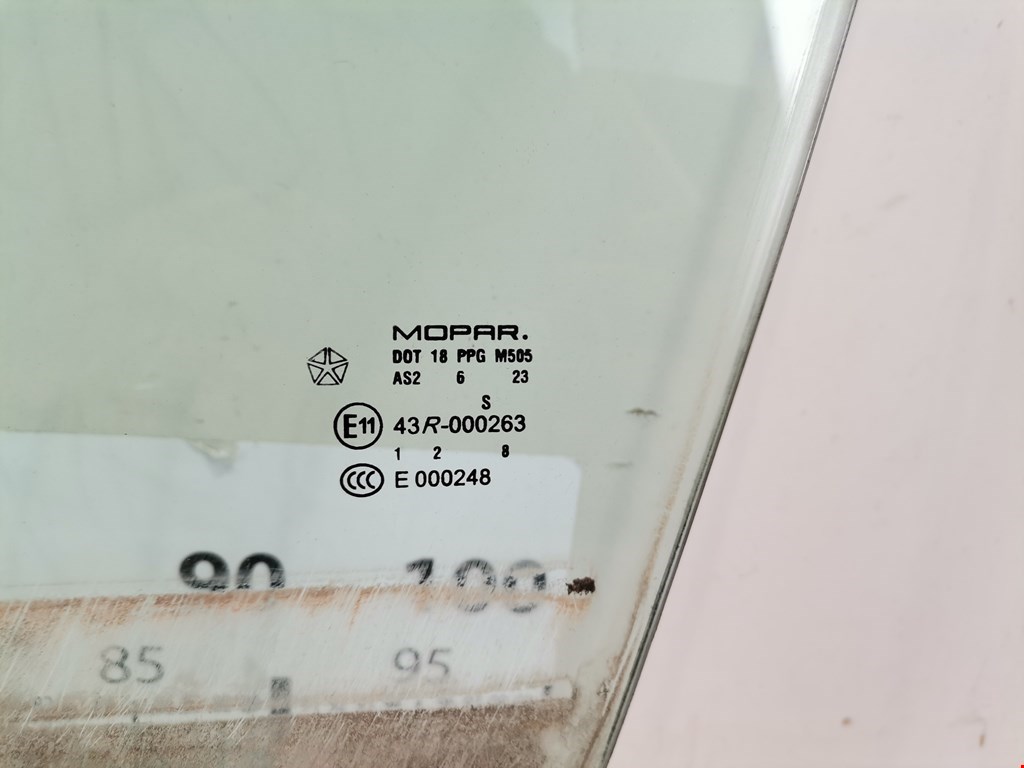 MOPAR.
DOT 18 PPG M505
AS2 6 23
S
E11 43R-000263
1 2 8
CCC E 000248
90 100
85 95